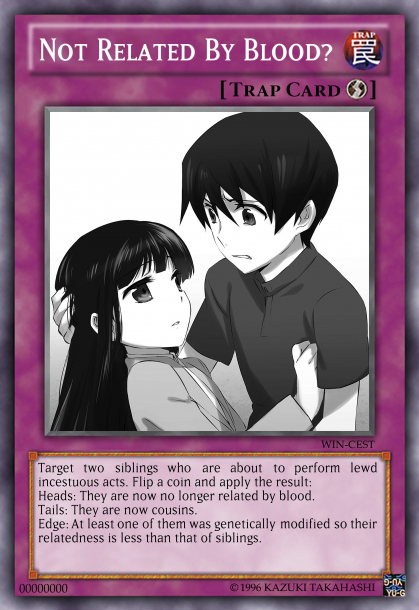 NOT RELATED BY BLOOD?
TRAP
罠
[TRAP CARD ]
WIN-CEST
Target two siblings who are about to perform lewd
incestuous acts. Flip a coin and apply the result:
Heads: They are now no longer related by blood.
Tails: They are now cousins.
Edge: At least one of them was genetically modified so their
relatedness is less than that of siblings.
00000000
©1996 KAZUKI TAKAHASHI
YU-G
YU-G